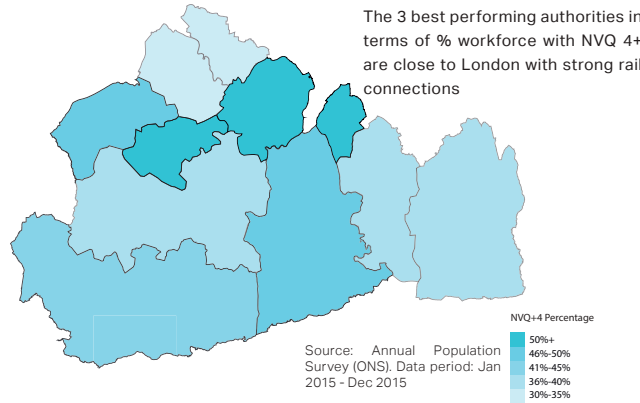 The 3 best performing authorities in
terms of % workforce with NVQ 4+
are close to London with strong rail
connections
NVQ+4 Percentage
50%+
46%-50%
41%-45%
36%-40%
30%-35%
Source: Annual Population
Survey (ONS). Data period: Jan
2015 - Dec 2015